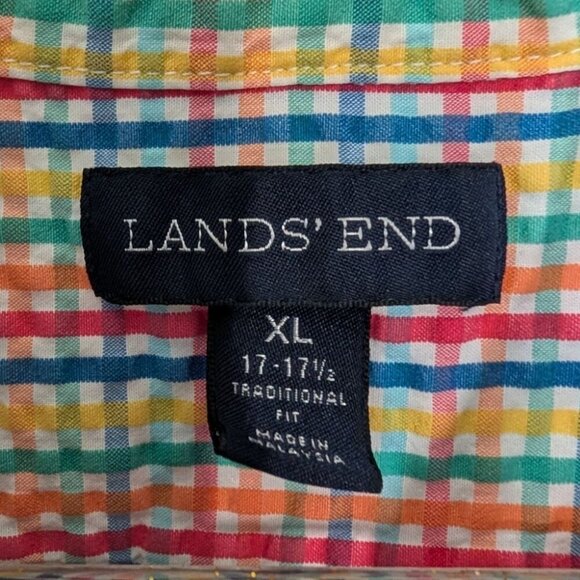 LANDS' END
XL
17-17½
TRADITIONAL
FIT
MADE IN
MALAYSIA